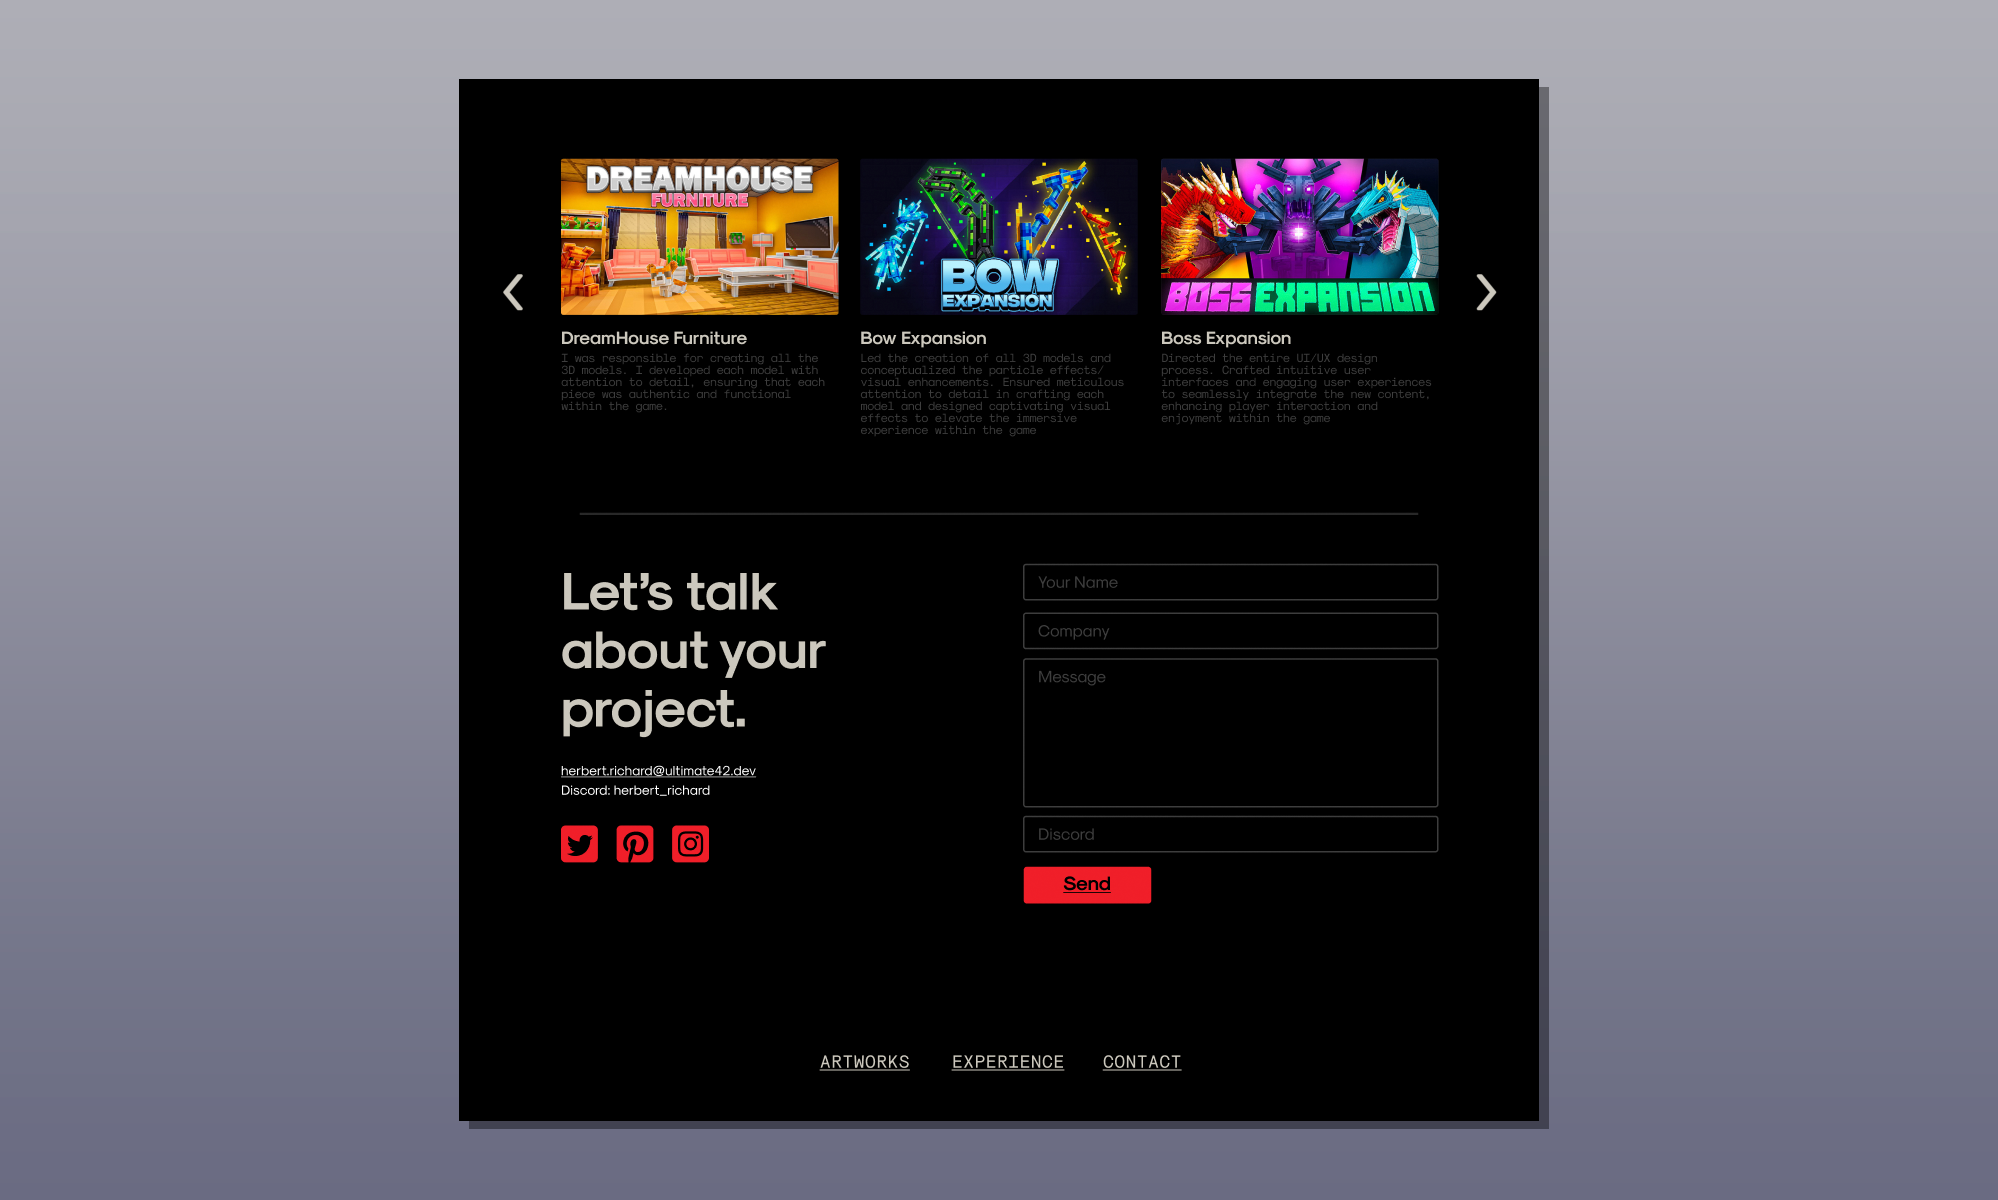 DREAMHOUSE
FURNITURE
BOW
EXPANSION
BOSS EXPANSION
DreamHouse Furniture
I was responsible for creating all the
3D models. I developed each model with
attention to detail, ensuring that each
piece was authentic and functional
within the game.
Bow Expansion
Led the creation of all 3D models and
conceptualized the particle effects/
visual enhancements. Ensured meticulous
attention to detail in crafting each
model and designed captivating visual
effects to elevate the immersive
experience within the game
Boss Expansion
Directed the entire UI/UX design
process. Crafted intuitive user
interfaces and engaging user experiences
to seamlessly integrate the new content,
enhancing player interaction and
enjoyment within the game
Let’s talk
about your
project.
herbert.richard@ultimate42.dev
Discord: herbert_richard
Your Name
Company
Message
Discord
Send
ARTWORKS EXPERIENCE CONTACT